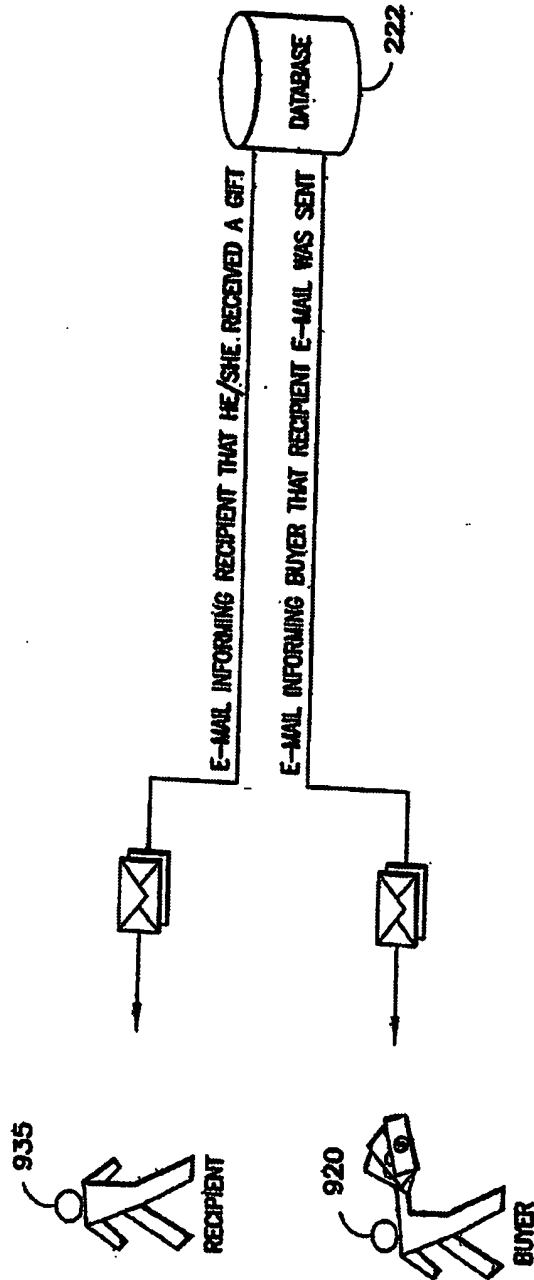 935
RECIPIENT
E-MAIL INFORMING RECIPIENT THAT HE/SHE RECEIVED A GIFT
920
BUYER
E-MAIL INFORMING BUYER THAT RECIPIENT E-MAIL WAS SENT
DATABASE
222